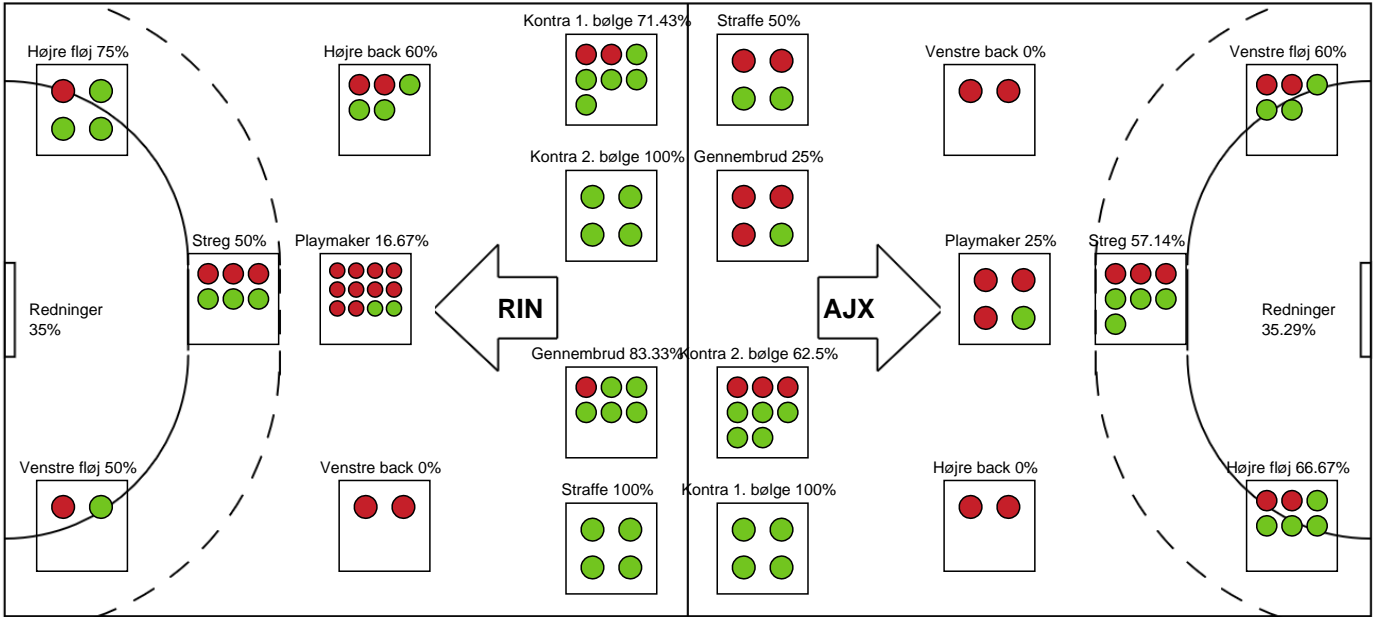 Kontra 1. bølge 71.43%
Straffe 50%
Højre fløj 75%
Højre back 60%
Venstre back 0%
Venstre fløj 60%
Kontra 2. bølge 100%
Gennembrud 25%
Streg 50%
Playmaker 16.67%
Playmaker 25%
Streg 57.14%
Redninger
35%
RIN
AJX
Redninger
35.29%
Gennembrud 83.33%
Kontra 2. bølge 62.5%
Venstre fløj 50%
Venstre back 0%
Straffe 100%
Kontra 1. bølge 100%
Højre back 0%
Højre fløj 66.67%